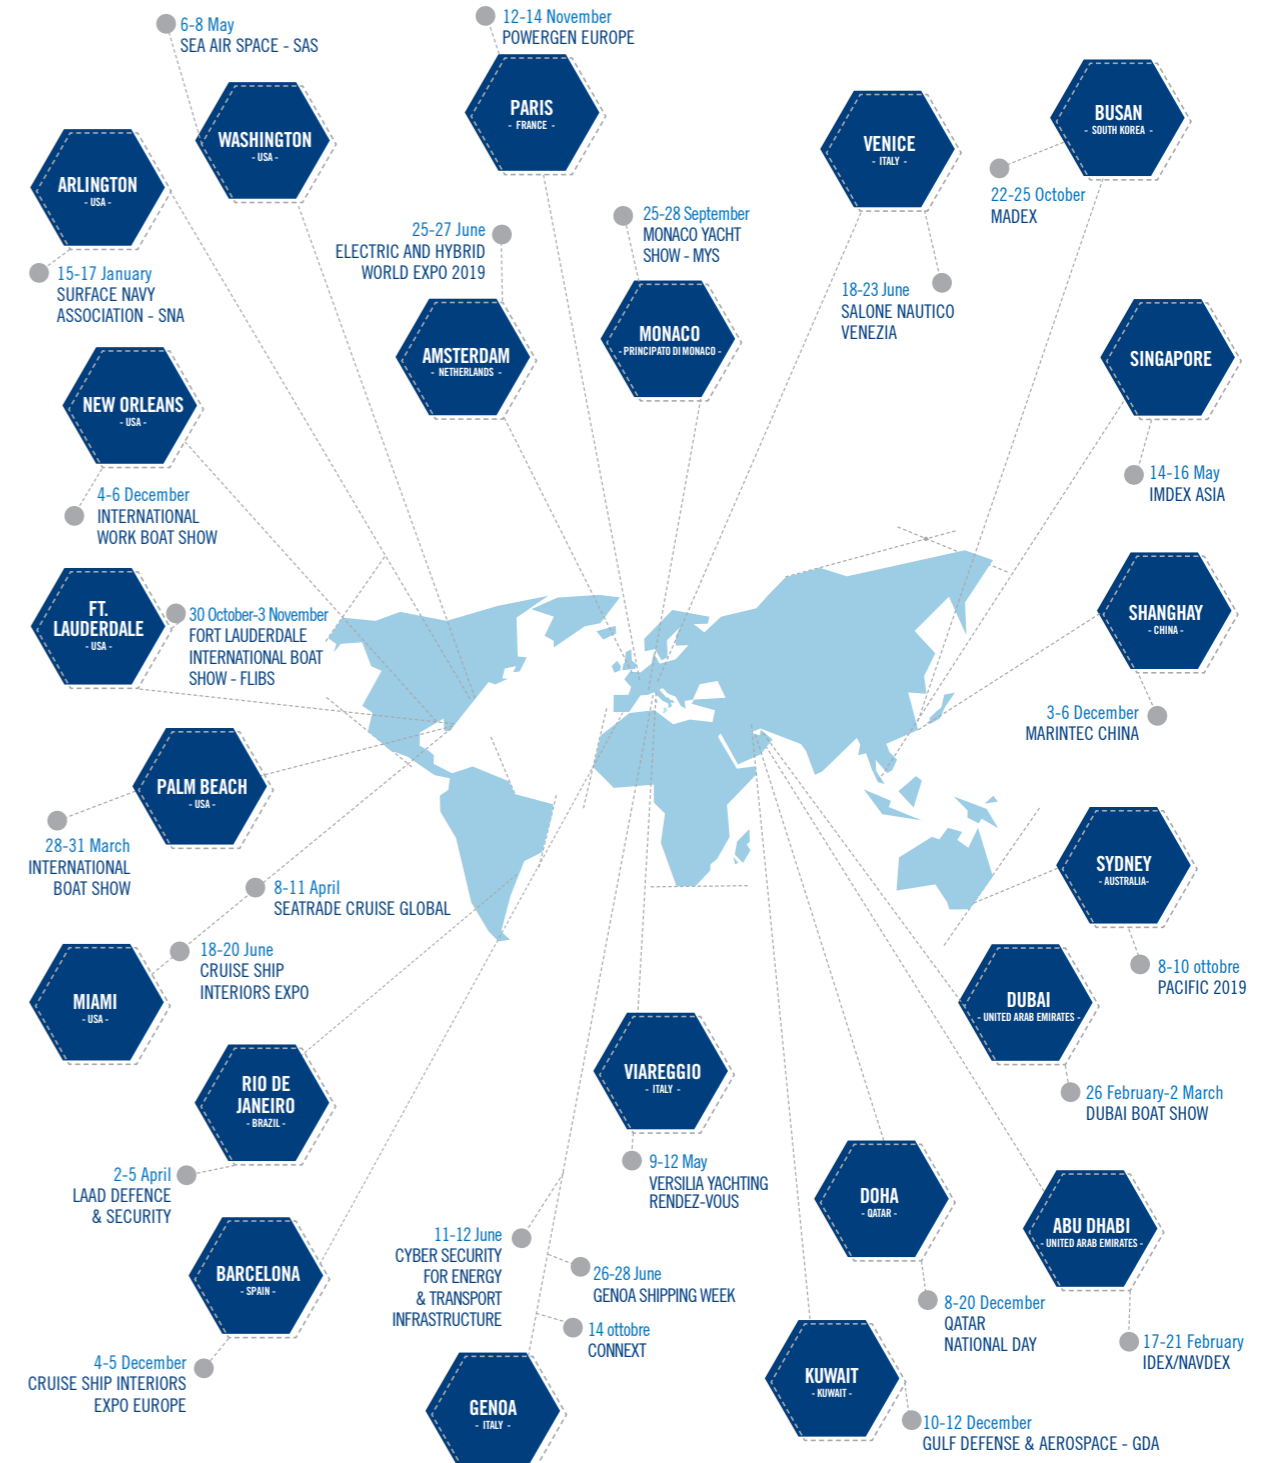 6-8 May
SEA AIR SPACE - SAS
WASHINGTON
- USA -
12-14 November
POWERGEN EUROPE
PARIS
- FRANCE -
VENICE
- ITALY -
18-23 June
SALONE NAUTICO
VENEZIA
BUSAN
- SOUTH KOREA -
22-25 October
MADEX
ARLINGTON
- USA -
15-17 January
SURFACE NAVY
ASSOCIATION - SNA
25-27 June
ELECTRIC AND HYBRID
WORLD EXPO 2019
AMSTERDAM
- NETHERLANDS -
25-28 September
MONACO YACHT
SHOW - MYS
MONACO
- PRINCIPATO DI MONACO -
SINGAPORE
14-16 May
IMDEX ASIA
NEW ORLEANS
- USA -
4-6 December
INTERNATIONAL
WORK BOAT SHOW
FT.
LAUDERDALE
- USA -
30 October-3 November
FORT LAUDERDALE
INTERNATIONAL BOAT
SHOW - FLIBS
SHANGHAY
- CHINA -
3-6 December
MARINTEC CHINA
PALM BEACH
- USA -
28-31 March
INTERNATIONAL
BOAT SHOW
8-11 April
SEATRADE CRUISE GLOBAL
18-20 June
CRUISE SHIP
INTERIORS EXPO
MIAMI
- USA -
SYDNEY
- AUSTRALIA-
8-10 ottobre
PACIFIC 2019
DUBAI
- UNITED ARAB EMIRATES -
26 February-2 March
DUBAI BOAT SHOW
RIO DE
JANEIRO
- BRAZIL -
2-5 April
LAAD DEFENCE
& SECURITY
VIAREGGIO
- ITALY -
9-12 May
VERSILIA YACHTING
RENDEZ-VOUS
DOHA
- QATAR -
8-20 December
QATAR
NATIONAL DAY
ABU DHABI
- UNITED ARAB EMIRATES -
17-21 February
IDEX/NAVDEX
BARCELONA
- SPAIN -
4-5 December
CRUISE SHIP INTERIORS
EXPO EUROPE
11-12 June
CYBER SECURITY
FOR ENERGY
& TRANSPORT
INFRASTRUCTURE
26-28 June
GENOA SHIPPING WEEK
14 ottobre
CONNEXT
GENOA
- ITALY -
KUWAIT
- KUWAIT -
10-12 December
GULF DEFENSE & AEROSPACE - GDA